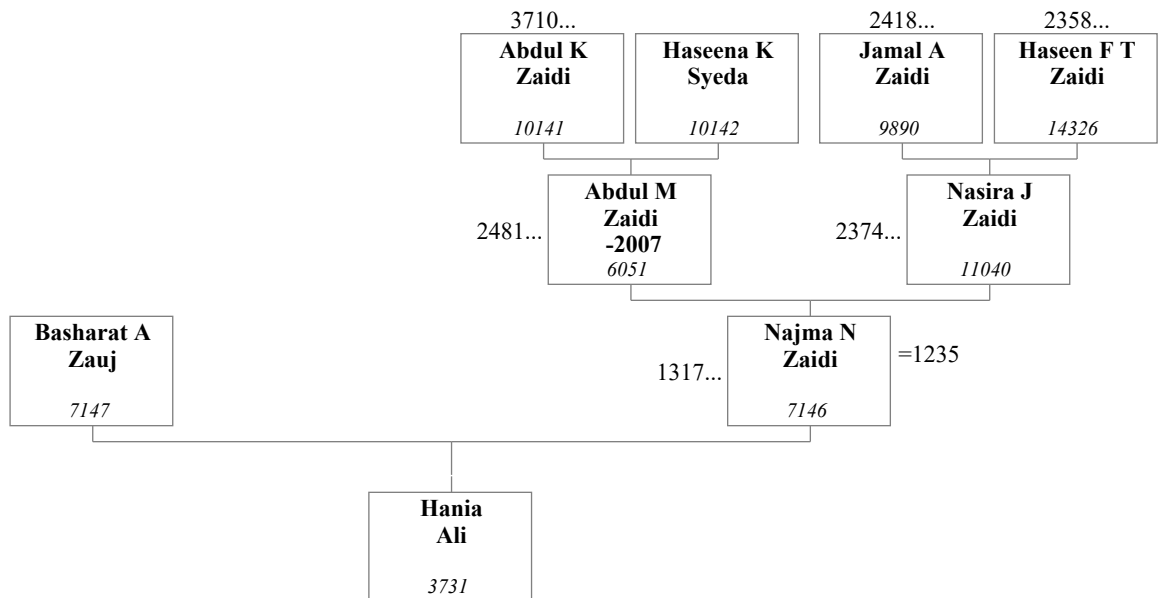 3710...
2418...
2358...
Abdul K
Zaidi
10141
Haseena K
Syeda
10142
Jamal A
Zaidi
9890
Haseen F T
Zaidi
14326
2481...
Abdul M
Zaidi
-2007
6051
2374...
Nasira J
Zaidi
11040
Basharat A
Zauj
7147
1317...
Najma N
Zaidi
7146
=1235
Hania
Ali
3731